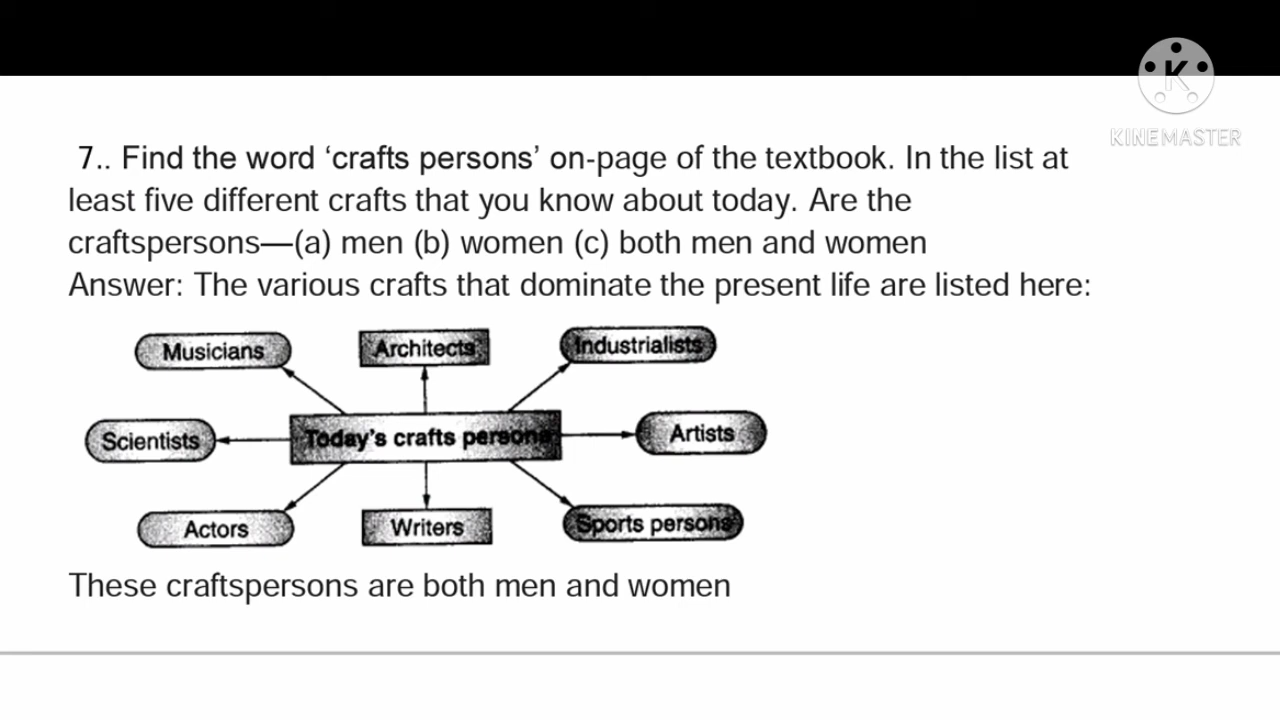 KINEMASTER
7.. Find the word ‘crafts persons’ on-page of the textbook. In the list at
least five different crafts that you know about today. Are the
craftspersons—(a) men (b) women (c) both men and women
Answer: The various crafts that dominate the present life are listed here:
Musicians
Architects
Industrialists
Scientists
Today's crafts persons
Artists
Actors
Writers
Sports persons
These craftspersons are both men and women